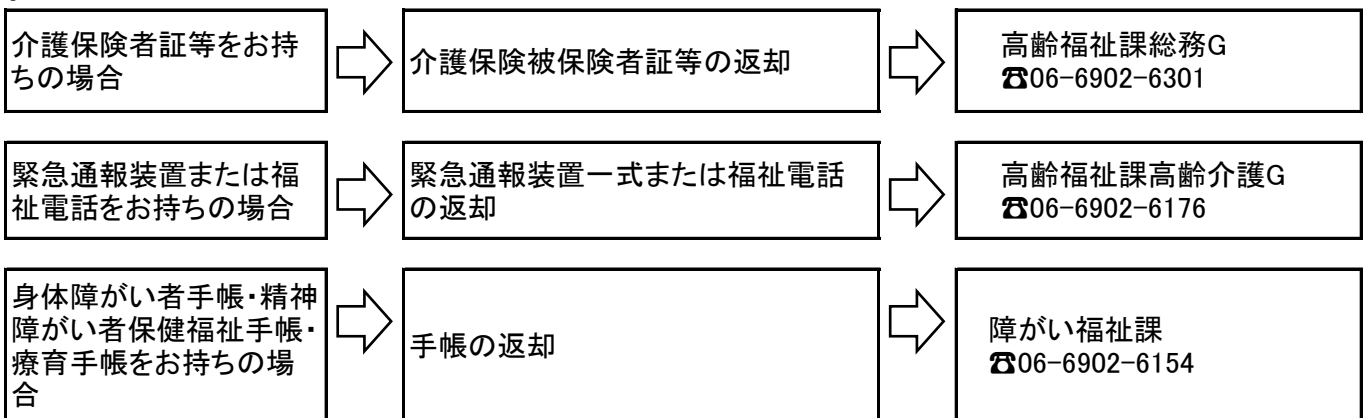 介護保険者証等をお持
ちの場合
介護保険被保険者証等の返却
高齢福祉課総務G
☎06-6902-6301
緊急通報装置または福
祉電話をお持ちの場合
緊急通報装置一式または福祉電話
の返却
高齢福祉課高齢介護G
☎06-6902-6176
身体障がい者手帳・精神
障がい者保健福祉手帳・
療育手帳をお持ちの場
合
手帳の返却
障がい福祉課
☎06-6902-6154